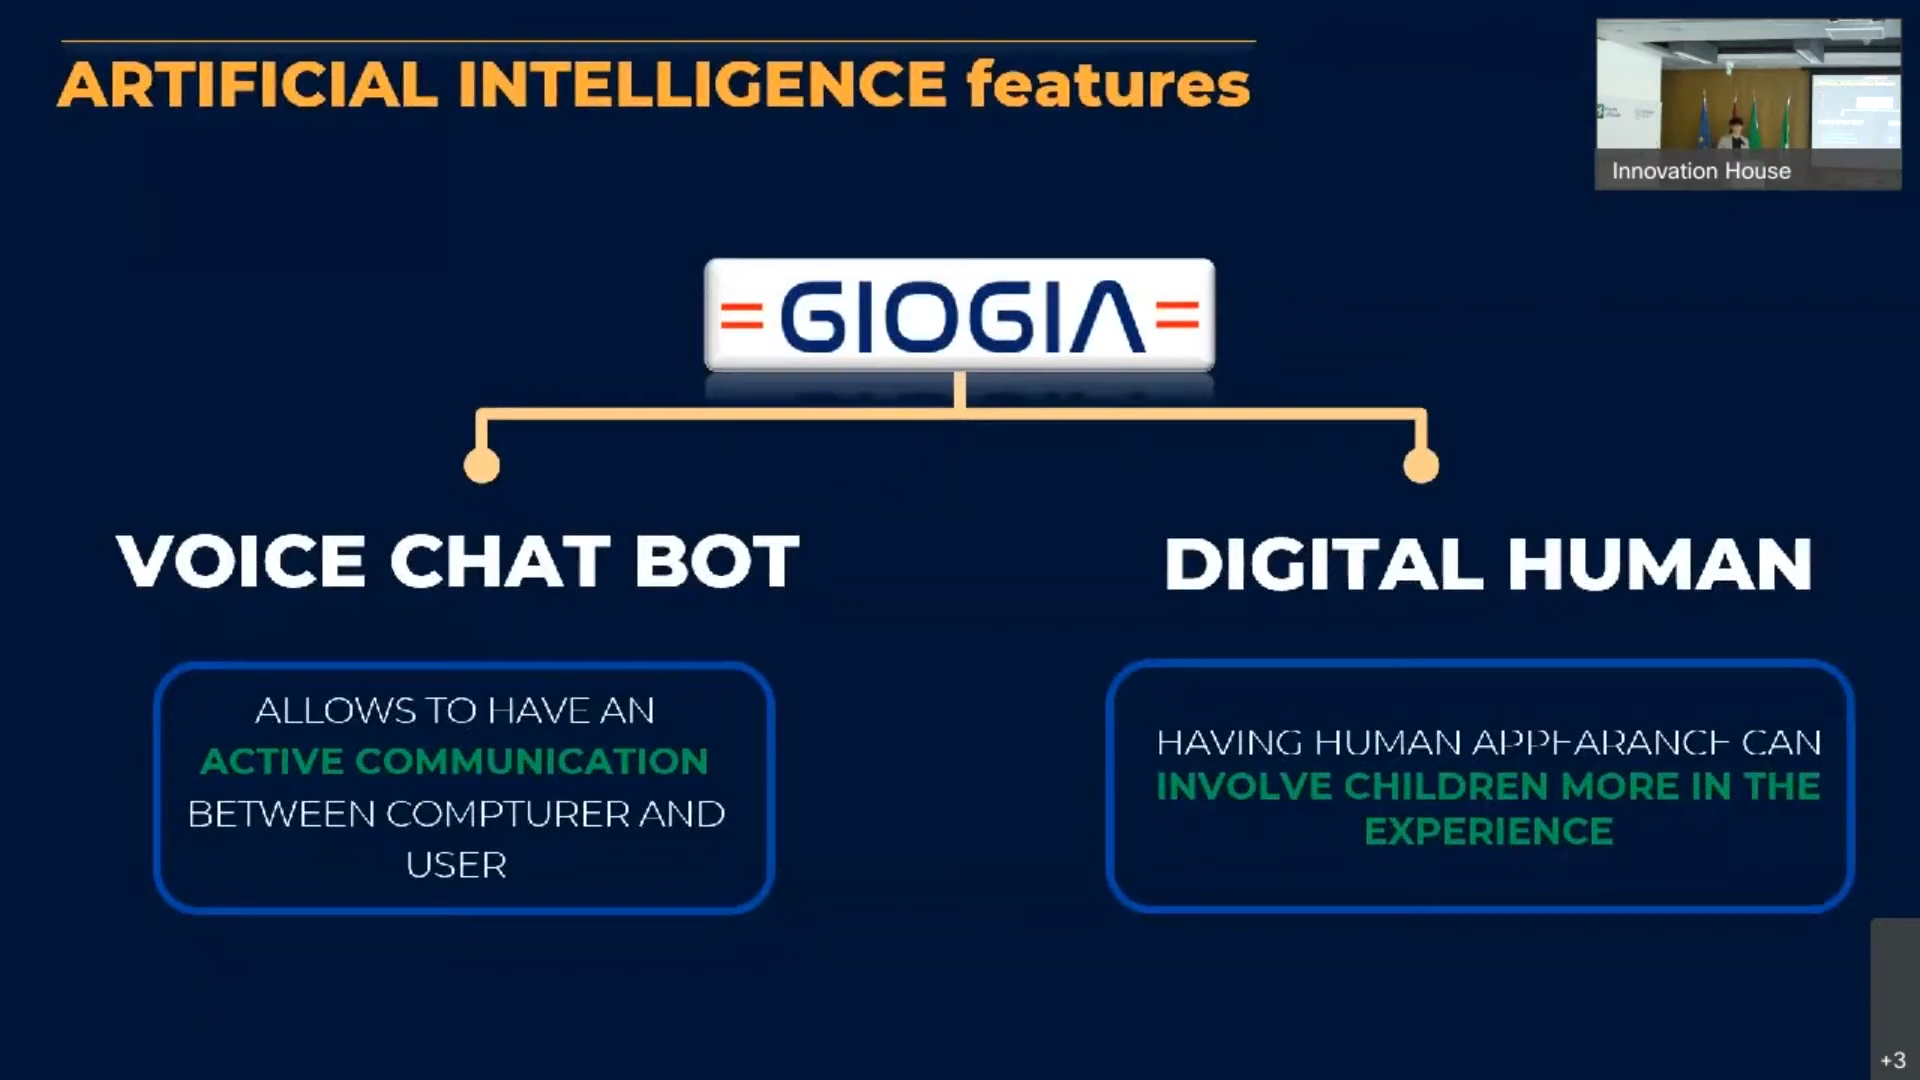 ARTIFICIAL INTELLIGENCE features
Innovation House
=GIOGIA=
VOICE CHAT BOT
DIGITAL HUMAN
ALLOWS TO HAVE AN
ACTIVE COMMUNICATION
BETWEEN COMPTURER AND
USER
HAVING HUMAN APPEARANCE CAN
INVOLVE CHILDREN MORE IN THE
EXPERIENCE
+3